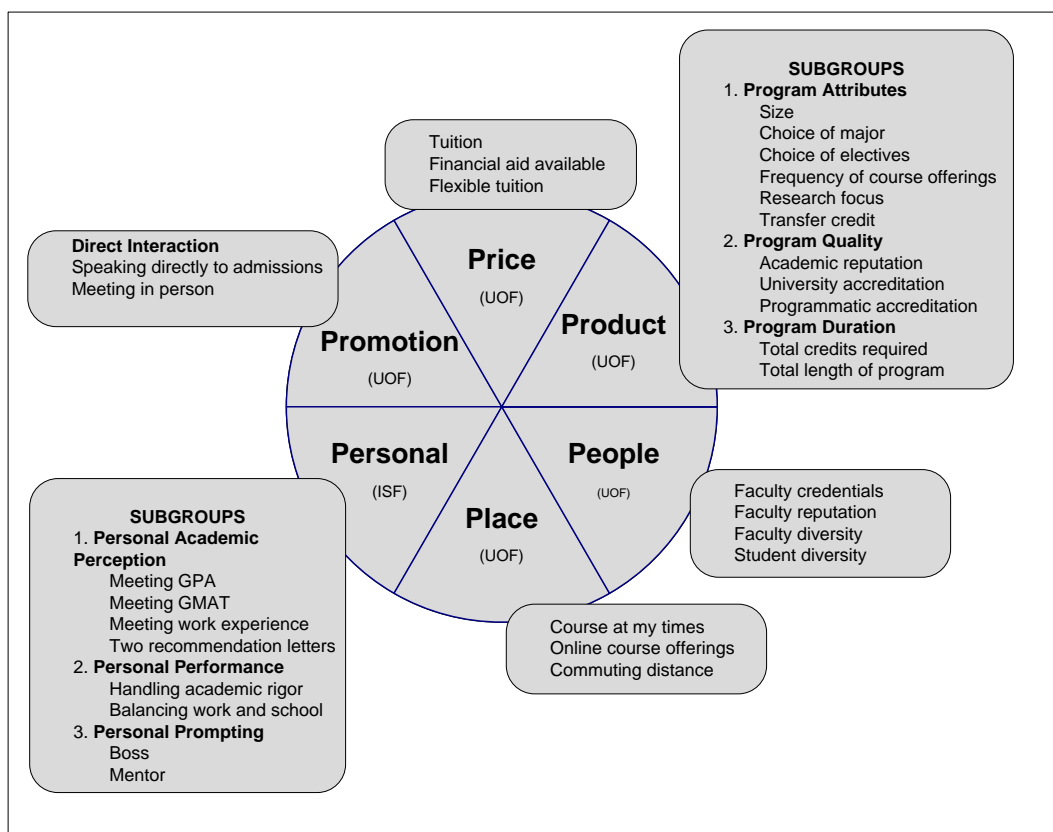 SUBGROUPS
1. Program Attributes
Size
Choice of major
Choice of electives
Frequency of course offerings
Research focus
Transfer credit
2. Program Quality
Academic reputation
University accreditation
Programmatic accreditation
3. Program Duration
Total credits required
Total length of program
Tuition
Financial aid available
Flexible tuition
Direct Interaction
Speaking directly to admissions
Meeting in person
Price
(UOF)
Product
(UOF)
Promotion
(UOF)
Personal
(ISF)
People
(UOF)
Place
(UOF)
Faculty credentials
Faculty reputation
Faculty diversity
Student diversity
SUBGROUPS
1. Personal Academic
Perception
Meeting GPA
Meeting GMAT
Meeting work experience
Two recommendation letters
2. Personal Performance
Handling academic rigor
Balancing work and school
3. Personal Prompting
Boss
Mentor
Course at my times
Online course offerings
Commuting distance